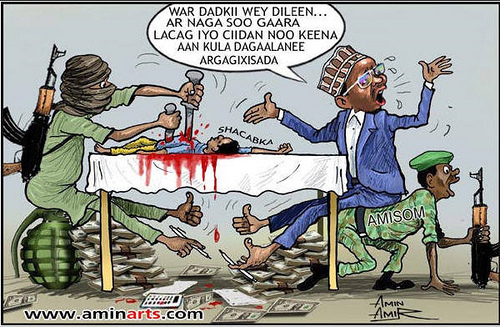 WAR DADKII WEY DILEEN...
AR NAGA SOO GAARA
LACAG IYO CIIDAN NOO KEENA
AAN KULA DAGAALANEE
ARGAGIXISADA
SHACABKA
AMISOM
AMIN
AMIR
www.aminarts.com